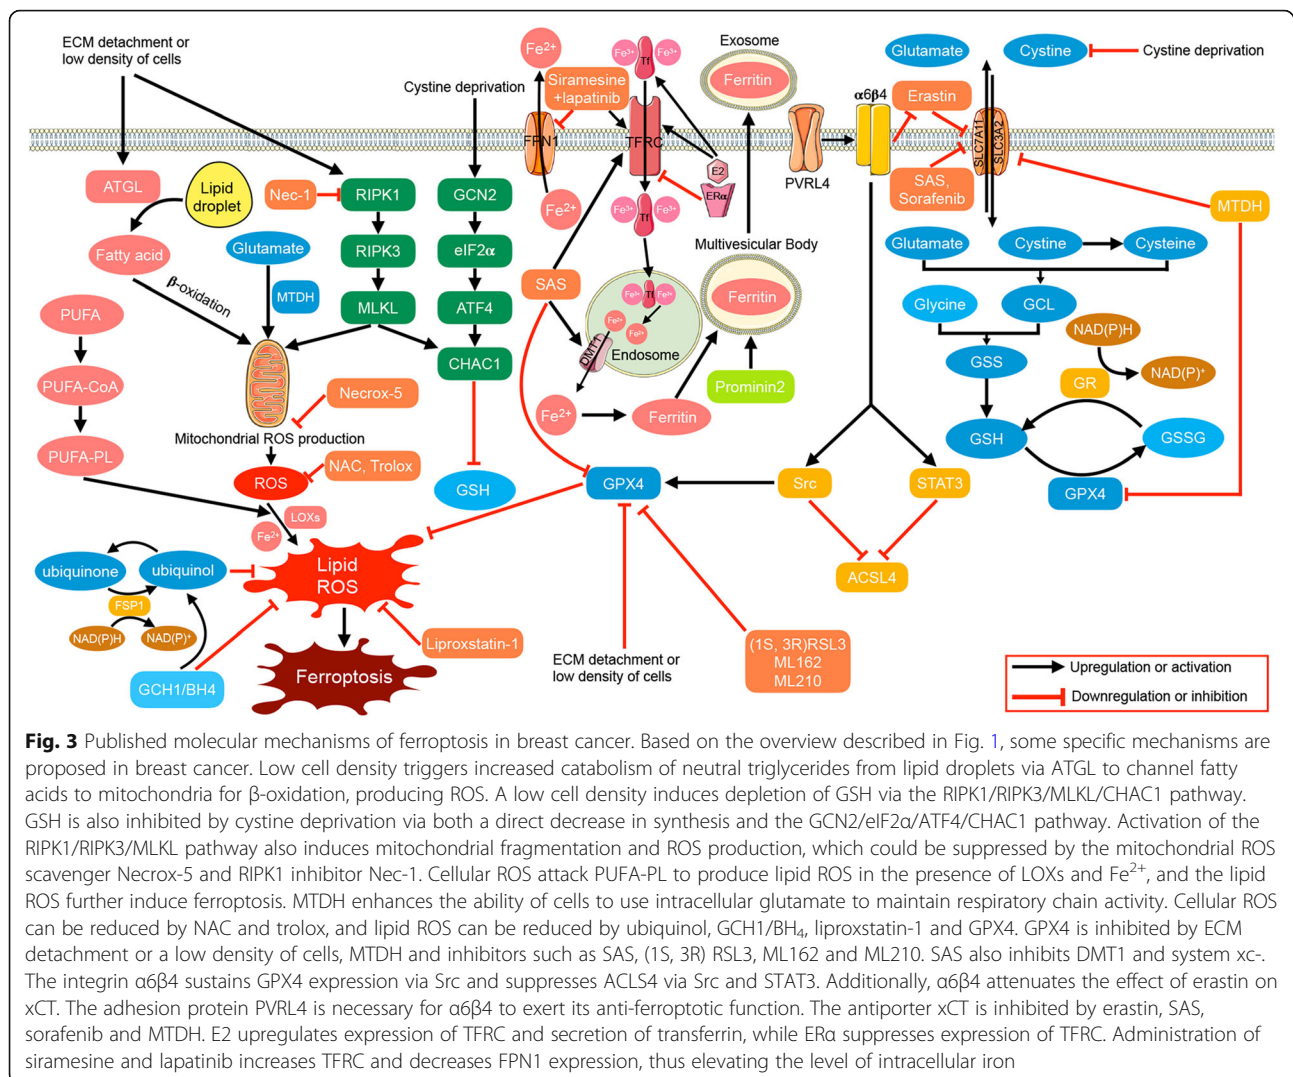 ECM detachment or
low density of cells
ATGL
Lipid
droplet
Fatty acid
β-oxidation
PUFA
PUFA-CoA
PUFA-PL
Nec-1
RIPK1
RIPK3
MLKL
Glutamate
MTDH
Necrox-5
Mitochondrial ROS production
ROS
NAC, Trolox
LOXs
Fe2+
Cystine deprivation
GCN2
eIF2α
ATF4
CHAC1
GSH
Fe2+
Siramesine
+lapatinib
FPN1
Fe2+
Fe3+
Tf
Fe3+
TFRC
E2
ERα
Fe3+
Tf
Fe3+
SAS
Fe3+
Tf
Fe3+
Fe2+
Fe2+
DMT1
Endosome
Fe2+
Ferritin
Exosome
Ferritin
Multivesicular Body
Ferritin
Prominin2
PVRL4
α6β4
Erastin
SAS,
Sorafenib
Glutamate
Cystine
Cystine deprivation
SLC7A11
SLC3A2
MTDH
Glutamate
Cystine
Cysteine
Glycine
GCL
GSS
NAD(P)H
GR
NAD(P)+
GSH
GSSG
GPX4
GPX4
Src
STAT3
ACSL4
ubiquinone
ubiquinol
FSP1
NAD(P)H
NAD(P)+
GCH1/BH4
Lipid
ROS
Liproxstatin-1
Ferroptosis
ECM detachment or
low density of cells
(1S, 3R)RSL3
ML162
ML210
Upregulation or activation
Downregulation or inhibition
Fig. 3 Published molecular mechanisms of ferroptosis in breast cancer. Based on the overview described in Fig. 1, some specific mechanisms are
proposed in breast cancer. Low cell density triggers increased catabolism of neutral triglycerides from lipid droplets via ATGL to channel fatty
acids to mitochondria for β-oxidation, producing ROS. A low cell density induces depletion of GSH via the RIPK1/RIPK3/MLKL/CHAC1 pathway.
GSH is also inhibited by cystine deprivation via both a direct decrease in synthesis and the GCN2/eIF2α/ATF4/CHAC1 pathway. Activation of the
RIPK1/RIPK3/MLKL pathway also induces mitochondrial fragmentation and ROS production, which could be suppressed by the mitochondrial ROS
scavenger Necrox-5 and RIPK1 inhibitor Nec-1. Cellular ROS attack PUFA-PL to produce lipid ROS in the presence of LOXs and Fe2+, and the lipid
ROS further induce ferroptosis. MTDH enhances the ability of cells to use intracellular glutamate to maintain respiratory chain activity. Cellular ROS
can be reduced by NAC and trolox, and lipid ROS can be reduced by ubiquinol, GCH1/BH4, liproxstatin-1 and GPX4. GPX4 is inhibited by ECM
detachment or a low density of cells, MTDH and inhibitors such as SAS, (1S, 3R) RSL3, ML162 and ML210. SAS also inhibits DMT1 and system xc-.
The integrin α6β4 sustains GPX4 expression via Src and suppresses ACLS4 via Src and STAT3. Additionally, α6β4 attenuates the effect of erastin on
xCT. The adhesion protein PVRL4 is necessary for α6β4 to exert its anti-ferroptotic function. The antiporter xCT is inhibited by erastin, SAS,
sorafenib and MTDH. E2 upregulates expression of TFRC and secretion of transferrin, while ERα suppresses expression of TFRC. Administration of
siramesine and lapatinib increases TFRC and decreases FPN1 expression, thus elevating the level of intracellular iron